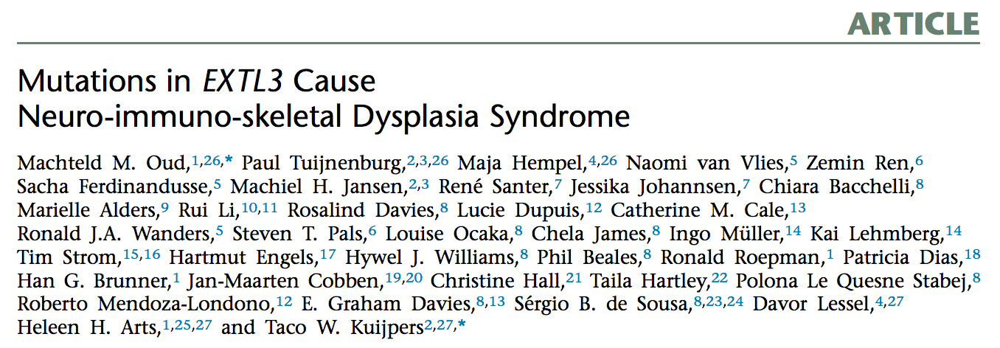 ARTICLE
Mutations in EXTL3 Cause
Neuro-immuno-skeletal Dysplasia Syndrome
Machteld M. Oud,1,26,* Paul Tuijnenburg,2,3,26 Maja Hempel,4,26 Naomi van Vlies,5 Zemin Ren,6
Sacha Ferdinandusse,5 Machiel H. Jansen,2,3 René Santer,7 Jessika Johannsen,7 Chiara Bacchelli,8
Marielle Alders,9 Rui Li,10,11 Rosalind Davies,8 Lucie Dupuis,12 Catherine M. Cale,13
Ronald J.A. Wanders,5 Steven T. Pals,6 Louise Ocaka,8 Chela James,8 Ingo Müller,14 Kai Lehmberg,14
Tim Strom,15,16 Hartmut Engels,17 Hywel J. Williams,8 Phil Beales,8 Ronald Roepman,1 Patricia Dias,18
Han G. Brunner,1 Jan-Maarten Cobben,19,20 Christine Hall,21 Taila Hartley,22 Polona Le Quesne Stabej,8
Roberto Mendoza-Londono,12 E. Graham Davies,8,13 Sérgio B. de Sousa,8,23,24 Davor Lessel,4,27
Heleen H. Arts,1,25,27 and Taco W. Kuijpers2,27,*